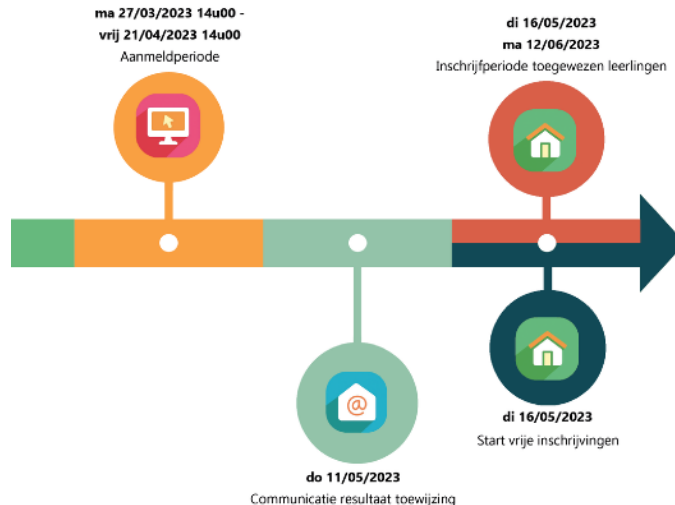 ma 27/03/2023 14u00 -
vrij 21/04/2023 14u00
Aanmeldperiode
di 16/05/2023
ma 12/06/2023
Inschrijfperiode toegewezen leerlingen
@
di 16/05/2023
Start vrije inschrijvingen
do 11/05/2023
Communicatie resultaat toewijzing